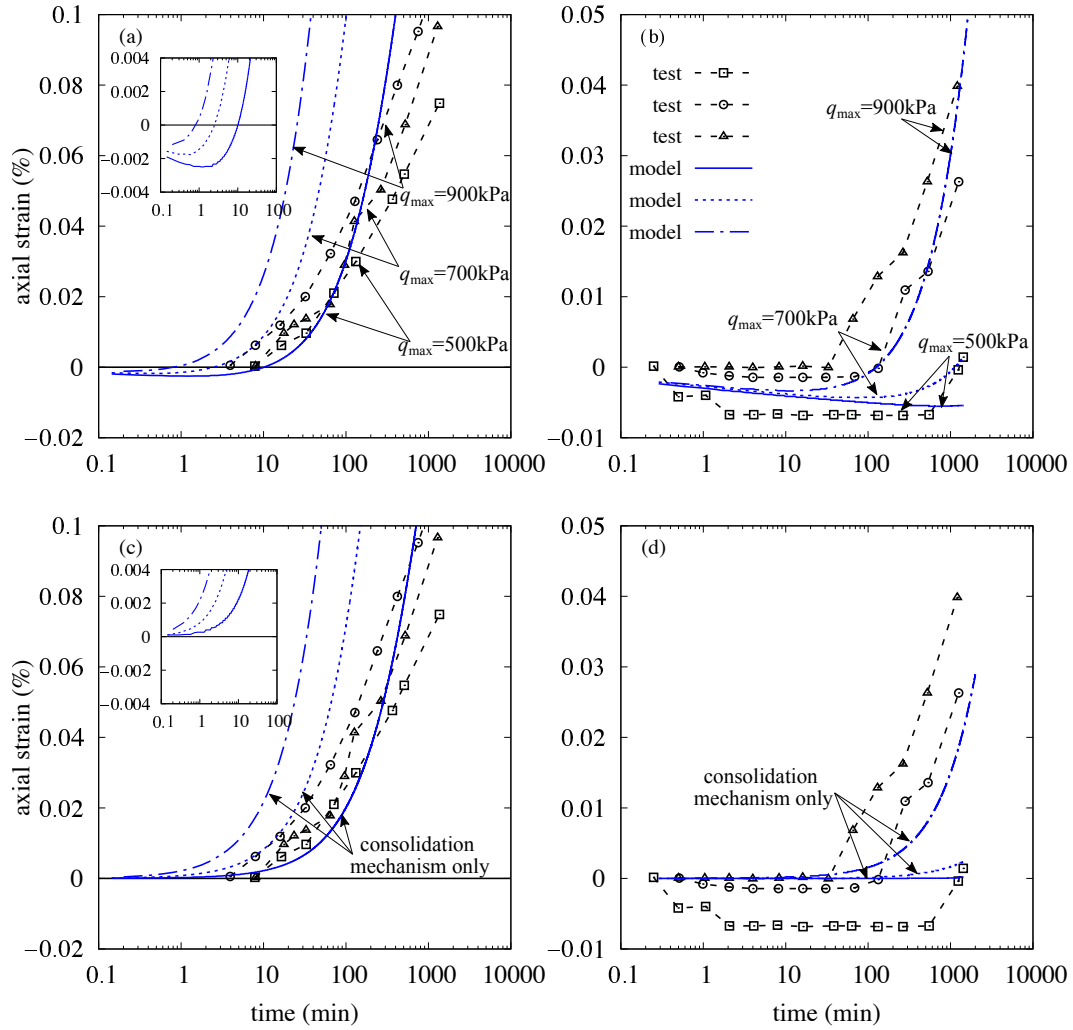 (a)
0.1
0.08
0.06
0.04
0.02
0
−0.02
axial strain (%)
0.1
1
10
100
1000
10000
0.004
0.002
0
−0.002
−0.004
0.1
1
10
100
qmax=900kPa
qmax=700kPa
qmax=500kPa
(b)
0.05
0.04
0.03
0.02
0.01
0
−0.01
0.1
1
10
100
1000
10000
test
test
test
model
model
model
qmax=900kPa
qmax=700kPa
qmax=500kPa
(c)
0.1
0.08
0.06
0.04
0.02
0
−0.02
axial strain (%)
0.1
1
10
100
1000
10000
time (min)
0.004
0.002
0
−0.002
−0.004
0.1
1
10
100
consolidation
mechanism only
(d)
0.05
0.04
0.03
0.02
0.01
0
−0.01
0.1
1
10
100
1000
10000
time (min)
consolidation
mechanism only